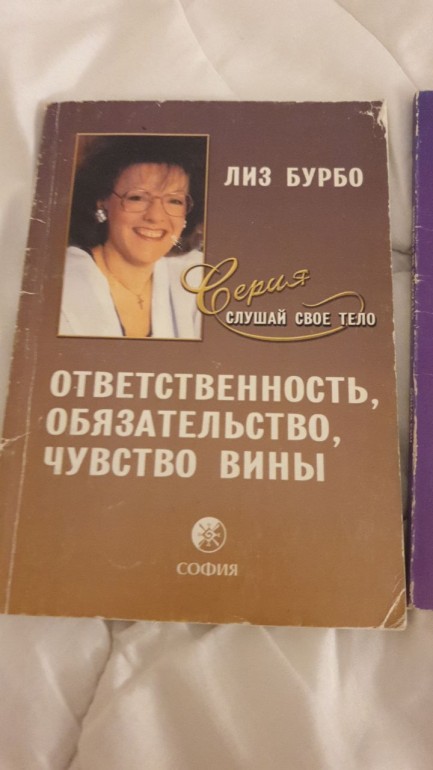 ЛИЗ БУРБО
Серия
СЛУШАЙ СВОЕ ТЕЛО
ОТВЕТСТВЕННОСТЬ,
ОБЯЗАТЕЛЬСТВО,
ЧУВСТВО ВИНЫ
СОФИЯ